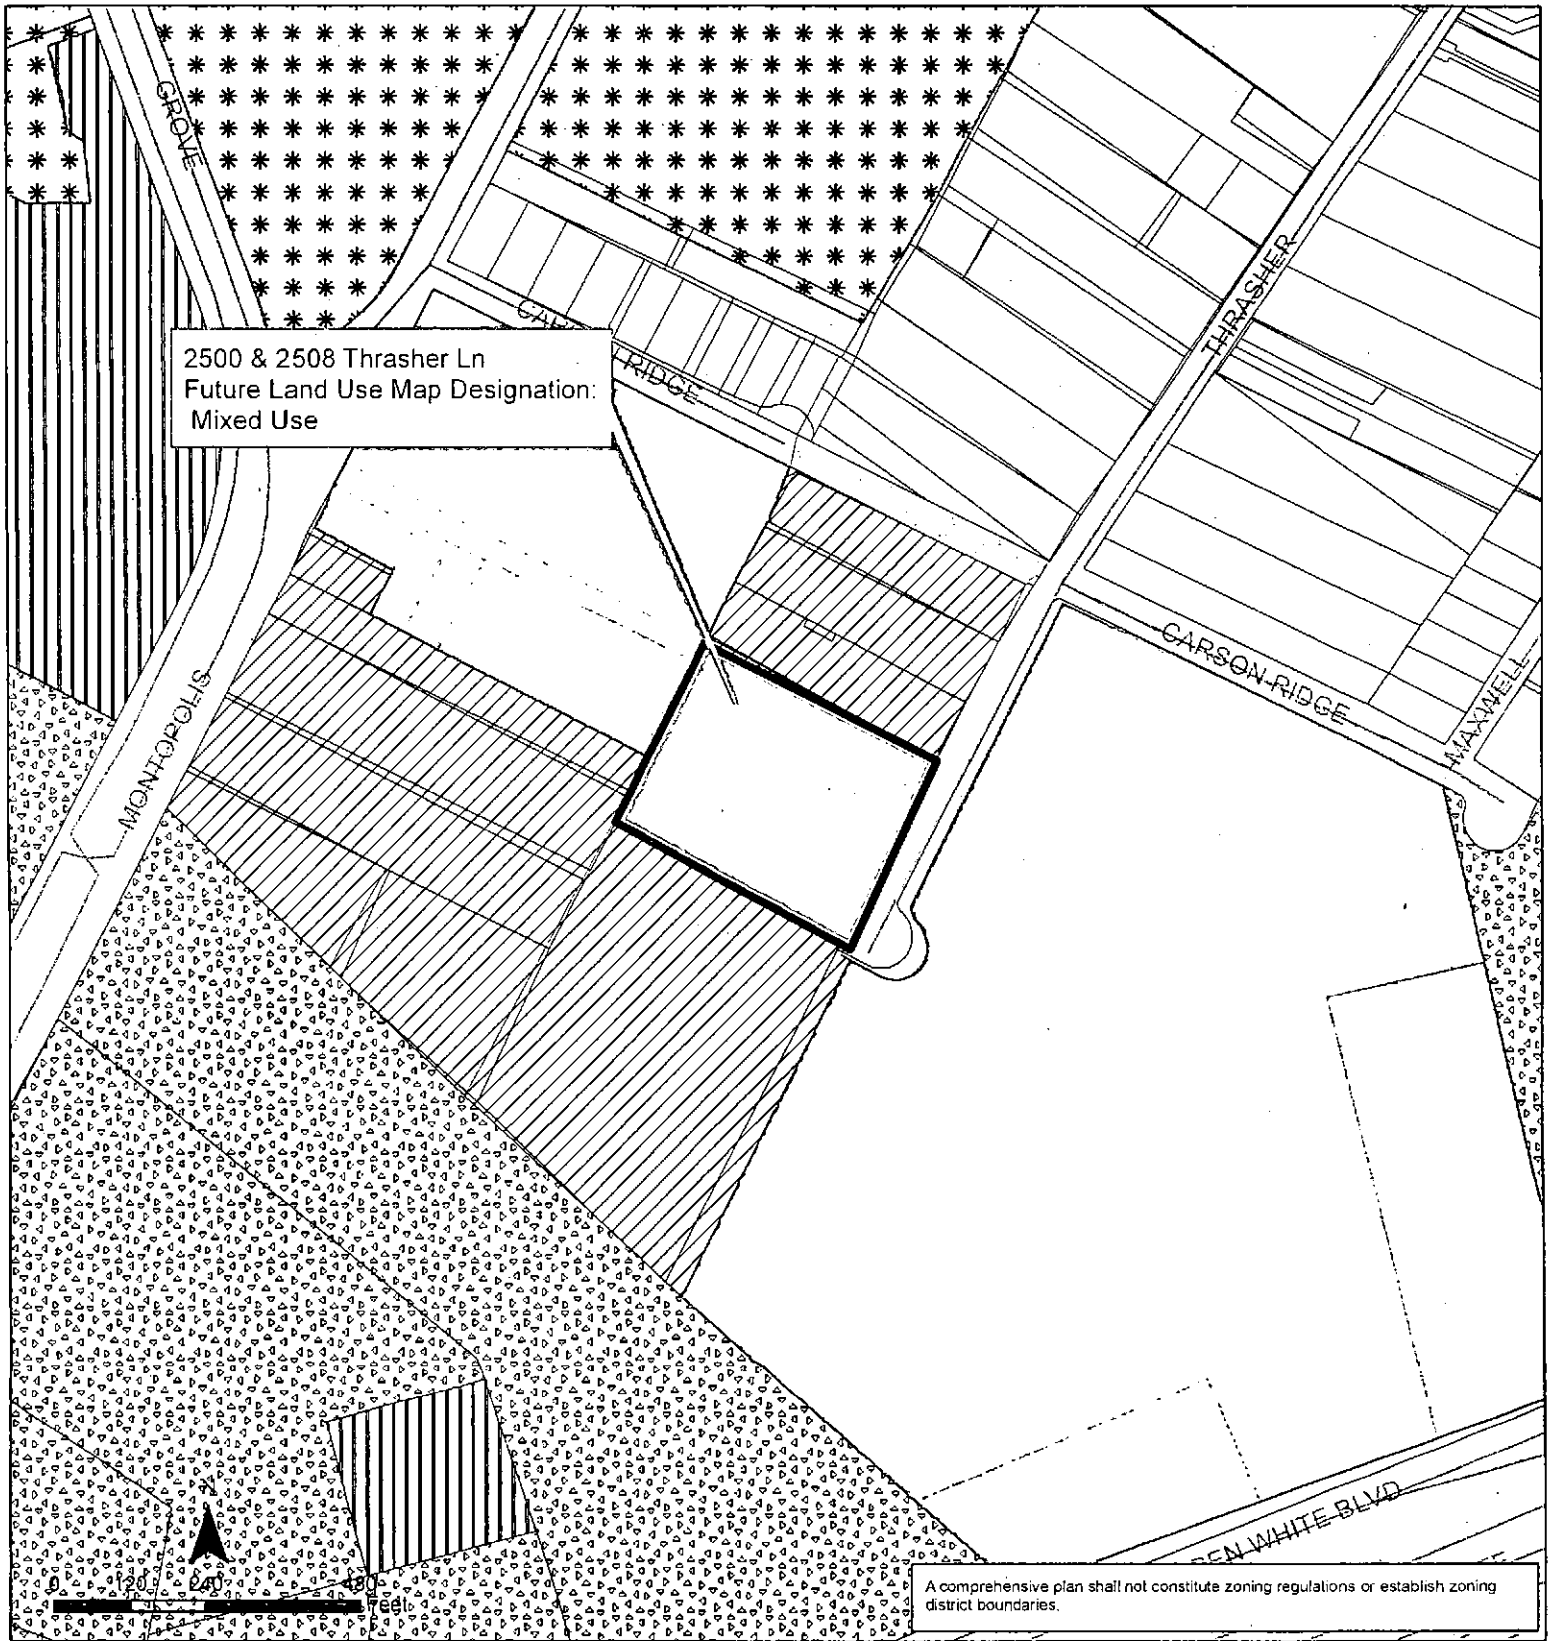 GROVE
THRASHER
2500 & 2508 Thrasher Ln
Future Land Use Map Designation:
Mixed Use
RIDGE
CARSON RIDGE
MAXWELL
MONTOPOLIS
BEN WHITE BLVD
0 120 240 480
Feet
A comprehensive plan shall not constitute zoning regulations or establish zoning
district boundaries.